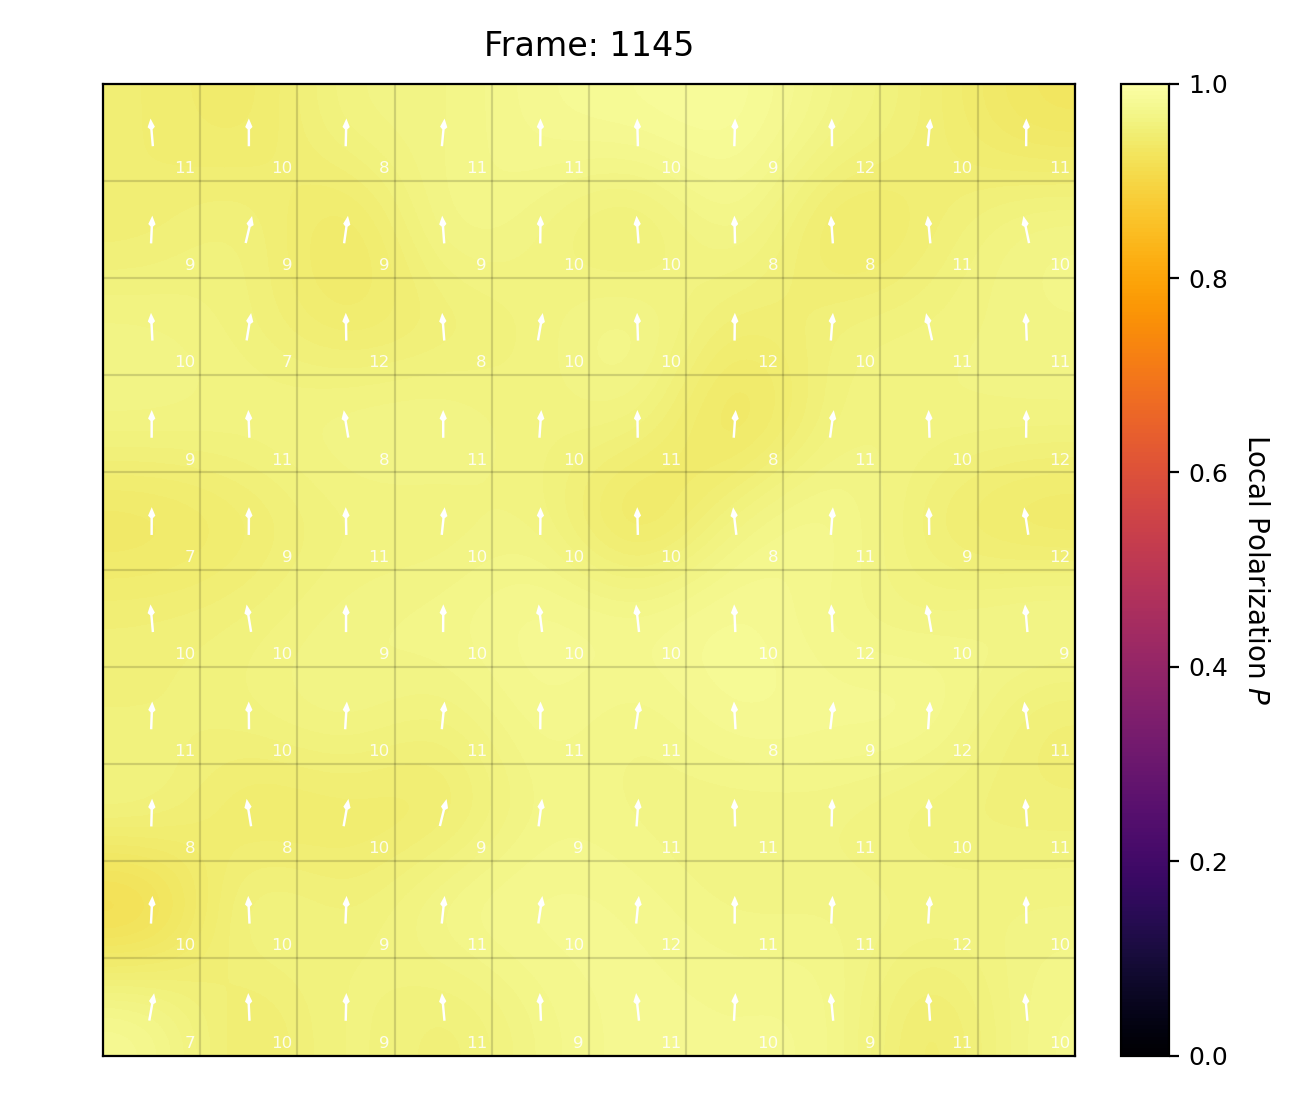 Frame: 1145
11 10 8 11 11 10 9 12 10 11
9 9 9 9 10 10 8 8 11 10
10 7 12 8 10 10 12 10 11 11
9 11 8 11 10 11 8 11 10 12
7 9 11 10 10 10 8 11 9 12
10 10 9 10 10 10 10 12 10 9
11 10 10 11 11 11 8 9 12 11
8 8 10 9 9 11 11 11 10 11
10 10 9 11 10 12 11 11 12 10
7 10 9 11 9 11 10 9 11 10
1.0
0.8
0.6
0.4
0.2
0.0
Local Polarization P